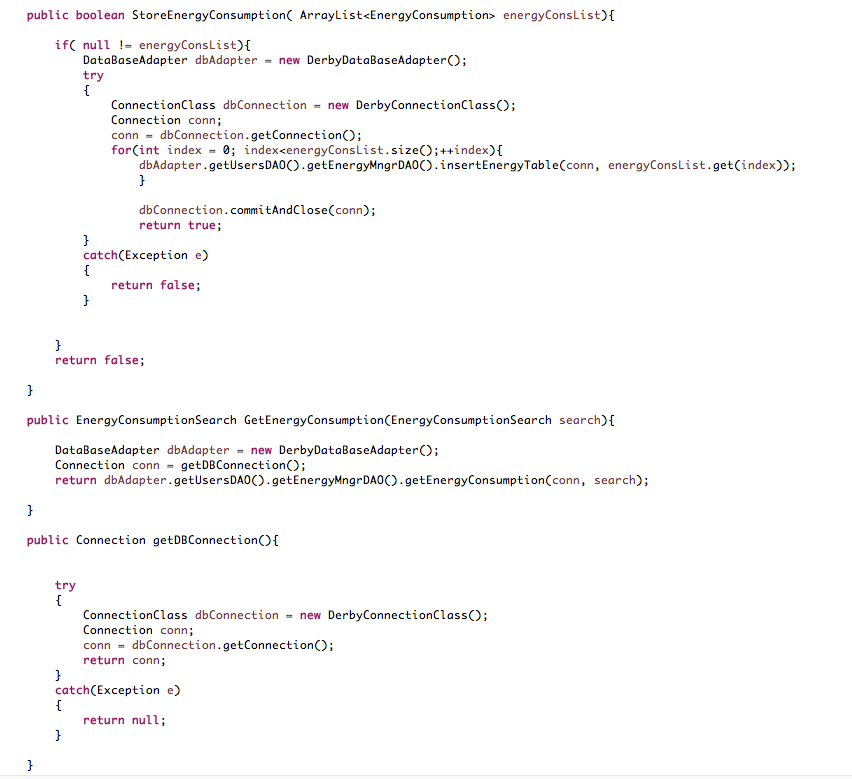 public boolean StoreEnergyConsumption( ArrayList<EnergyConsumption> energyConsList){
if( null != energyConsList){
DataBaseAdapter dbAdapter = new DerbyDataBaseAdapter();
try
{
ConnectionClass dbConnection = new DerbyConnectionClass();
Connection conn;
conn = dbConnection.getConnection();
for(int index = 0; index<energyConsList.size();++index){
dbAdapter.getUsersDAO().getEnergyMngrDAO().insertEnergyTable(conn, energyConsList.get(index));
}
dbConnection.commitAndClose(conn);
return true;
}
catch(Exception e)
{
return false;
}
}
return false;
}
public EnergyConsumptionSearch GetEnergyConsumption(EnergyConsumptionSearch search){
DataBaseAdapter dbAdapter = new DerbyDataBaseAdapter();
Connection conn = getDBConnection();
return dbAdapter.getUsersDAO().getEnergyMngrDAO().getEnergyConsumption(conn, search);
}
public Connection getDBConnection(){
try
{
ConnectionClass dbConnection = new DerbyConnectionClass();
Connection conn;
conn = dbConnection.getConnection();
return conn;
}
catch(Exception e)
{
return null;
}
}